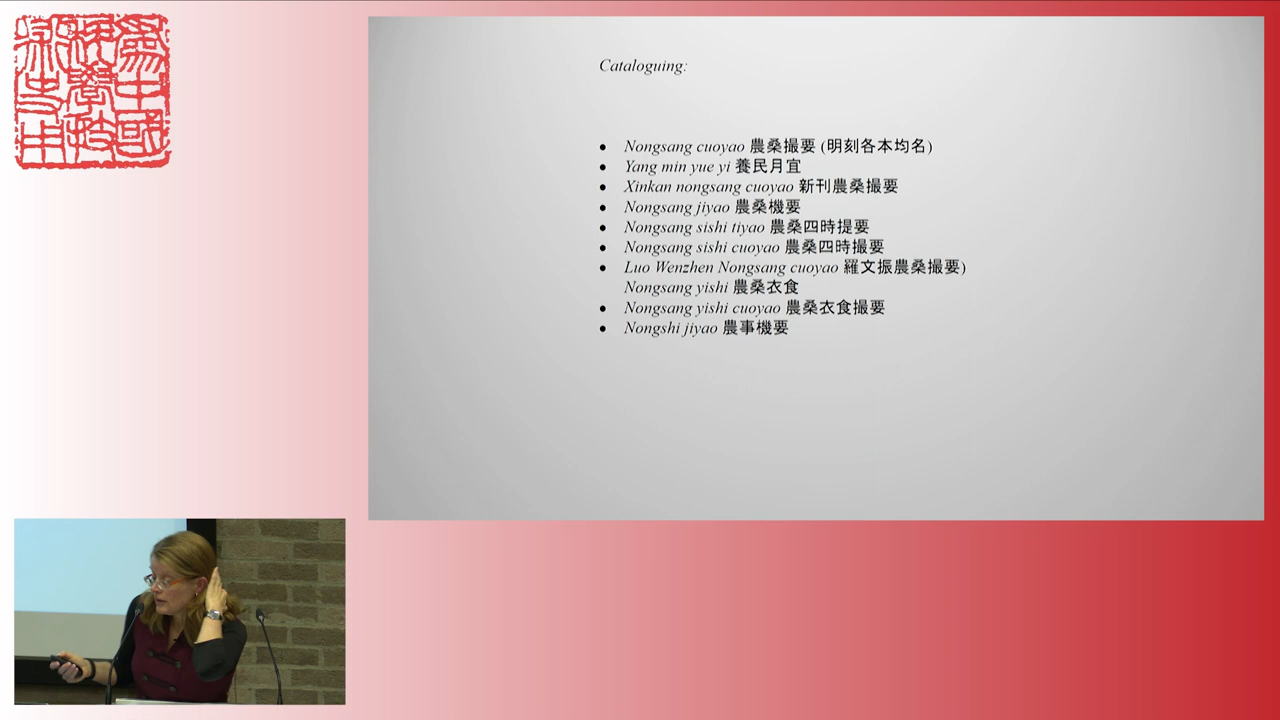 Cataloguing:
• Nongsang cuoyao 農桑撮要 (明刻各本均名)
• Yang min yue yi 養民月宜
• Xinkan nongsang cuoyao 新刊農桑撮要
• Nongsang jiyao 農桑機要
• Nongsang sishi tiyao 農桑四時提要
• Nongsang sishi cuoyao 農桑四時撮要
• Luo Wenzhen Nongsang cuoyao 羅文振農桑撮要)
Nongsang yishi 農桑衣食
• Nongsang yishi cuoyao 農桑衣食撮要
• Nongshi jiyao 農事機要